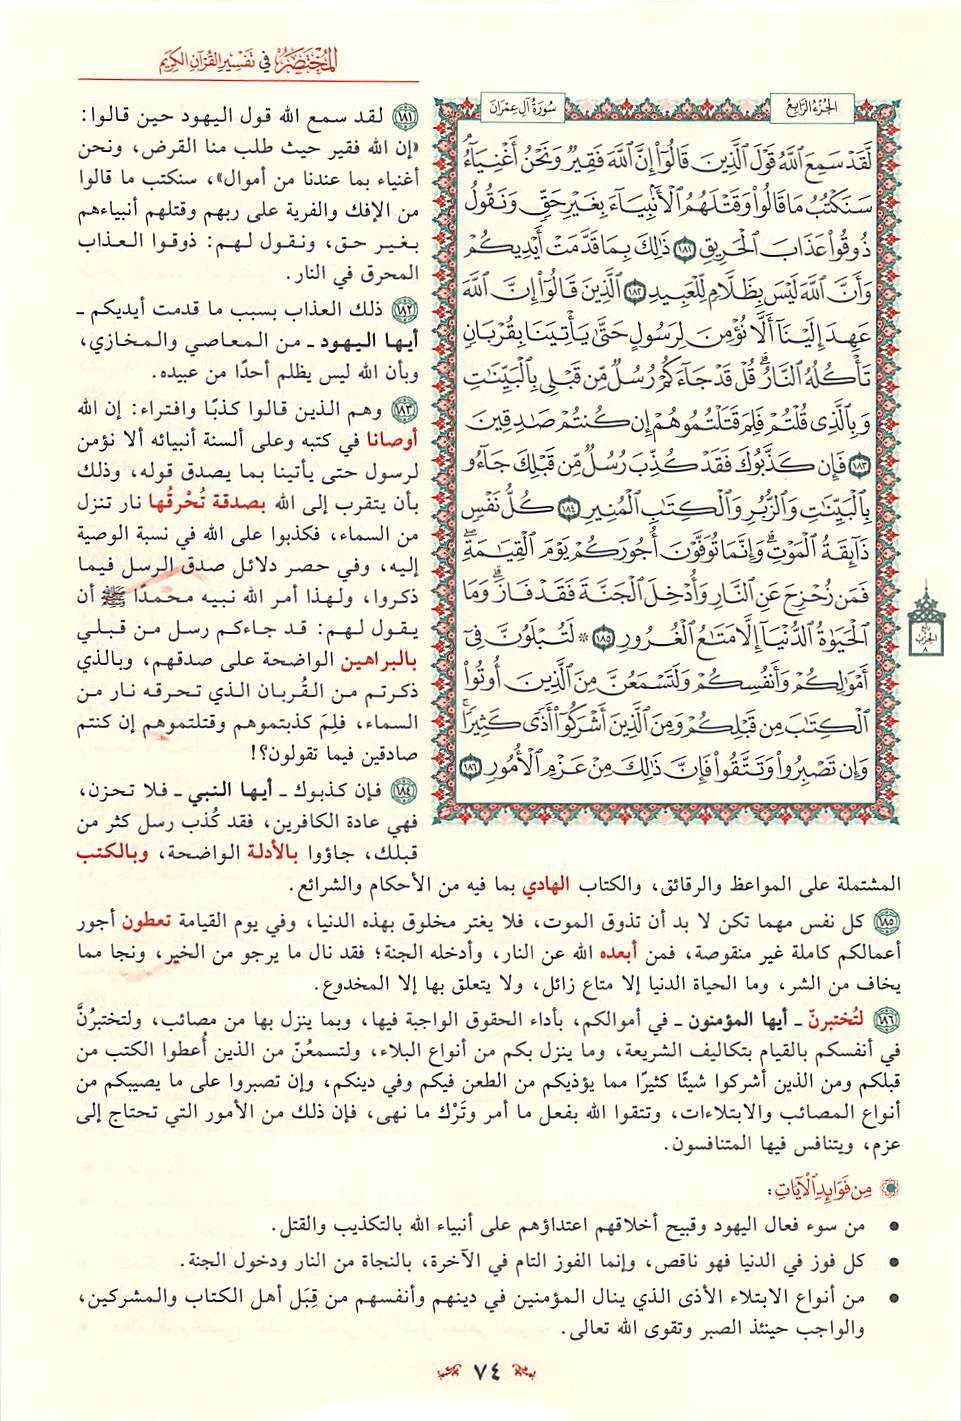 المختصر في تفسير القرآن الكريم
الجزء الرابع
سورة آل عمران
لَّقَدْ سَمِعَ ٱللَّهُ قَوْلَ ٱلَّذِينَ قَالُوٓا۟ إِنَّ ٱللَّهَ فَقِيرٌ وَنَحْنُ أَغْنِيَآءُ
سَنَكْتُبُ مَا قَالُوا۟ وَقَتْلَهُمُ ٱلْأَنۢبِيَآءَ بِغَيْرِ حَقٍّ وَنَقُولُ
ذُوقُوا۟ عَذَابَ ٱلْحَرِيقِ ١٨١ ذَٰلِكَ بِمَا قَدَّمَتْ أَيْدِيكُمْ
وَأَنَّ ٱللَّهَ لَيْسَ بِظَلَّامٍ لِّلْعَبِيدِ ١٨٢ ٱلَّذِينَ قَالُوٓا۟ إِنَّ ٱللَّهَ
عَهِدَ إِلَيْنَآ أَلَّا نُؤْمِنَ لِرَسُولٍ حَتَّىٰ يَأْتِيَنَا بِقُرْبَانٍ
تَأْكُلُهُ ٱلنَّارُ ۗ قُلْ قَدْ جَآءَكُمْ رُسُلٌ مِّن قَبْلِى بِٱلْبَيِّنَـٰتِ
وَبِٱلَّذِى قُلْتُمْ فَلِمَ قَتَلْتُمُوهُمْ إِن كُنتُمْ صَـٰدِقِينَ
١٨٣ فَإِن كَذَّبُوكَ فَقَدْ كُذِّبَ رُسُلٌ مِّن قَبْلِكَ جَآءُو
بِٱلْبَيِّنَـٰتِ وَٱلزُّبُرِ وَٱلْكِتَـٰبِ ٱلْمُنِيرِ ١٨٤ كُلُّ نَفْسٍ
ذَآئِقَةُ ٱلْمَوْتِ ۗ وَإِنَّمَا تُوَفَّوْنَ أُجُورَكُمْ يَوْمَ ٱلْقِيَـٰمَةِ ۖ
فَمَن زُحْزِحَ عَنِ ٱلنَّارِ وَأُدْخِلَ ٱلْجَنَّةَ فَقَدْ فَازَ ۗ وَمَا
ٱلْحَيَوٰةُ ٱلدُّنْيَآ إِلَّا مَتَـٰعُ ٱلْغُرُورِ ١٨٥ ۞ لَتُبْلَوُنَّ فِىٓ
أَمْوَٰلِكُمْ وَأَنفُسِكُمْ وَلَتَسْمَعُنَّ مِنَ ٱلَّذِينَ أُوتُوا۟
ٱلْكِتَـٰبَ مِن قَبْلِكُمْ وَمِنَ ٱلَّذِينَ أَشْرَكُوٓا۟ أَذًى كَثِيرًا ۚ
وَإِن تَصْبِرُوا۟ وَتَتَّقُوا۟ فَإِنَّ ذَٰلِكَ مِنْ عَزْمِ ٱلْأُمُورِ ١٨٦
١٨١ لقد سمع الله قول اليهود حين قالوا:
«إن الله فقير حيث طلب منا القرض، ونحن
أغنياء بما عندنا من أموال»، سنكتب ما قالوا
من الإفك والفرية على ربهم وقتلهم أنبياءهم
بغير حق، ونقول لهم: ذوقوا العذاب
المحرق في النار.
١٨٢ ذلك العذاب بسبب ما قدمت أيديكم ـ
أيها اليهود ـ من المعاصي والمخازي،
وبأن الله ليس يظلم أحدًا من عبيده.
١٨٣ وهم الذين قالوا كذبًا وافتراء: إن الله
أوصانا في كتبه وعلى ألسنة أنبيائه ألا نؤمن
لرسول حتى يأتينا بما يصدق قوله، وذلك
بأن يتقرب إلى الله بصدقة تُحْرقُها نار تنزل
من السماء، فكذبوا على الله في نسبة الوصية
إليه، وفي حصر دلائل صدق الرسل فيما
ذكروا، ولهذا أمر الله نبيه محمدًا ﷺ أن
يقول لهم: قد جاءكم رسل من قبلي
بالبراهين الواضحة على صدقهم، وبالذي
ذكرتم من القُربان الذي تحرقه نار من
السماء، فلِمَ كذبتموهم وقتلتموهم إن كنتم
صادقين فيما تقولون؟!
١٨٤ فإن كذبوك ـ أيها النبي ـ فلا تحزن،
فهي عادة الكافرين، فقد كُذب رسل كثر من
قبلك، جاؤوا بالأدلة الواضحة، وبالكتب
المشتملة على المواعظ والرقائق، والكتاب الهادي بما فيه من الأحكام والشرائع.
١٨٥ كل نفس مهما تكن لا بد أن تذوق الموت، فلا يغتر مخلوق بهذه الدنيا، وفي يوم القيامة تعطون أجور
أعمالكم كاملة غير منقوصة، فمن أبعده الله عن النار، وأدخله الجنة؛ فقد نال ما يرجو من الخير، ونجا مما
يخاف من الشر، وما الحياة الدنيا إلا متاع زائل، ولا يتعلق بها إلا المخدوع.
١٨٦ لتُختبرنّ ـ أيها المؤمنون ـ في أموالكم، بأداء الحقوق الواجبة فيها، وبما ينزل بها من مصائب، ولتختبرُنَّ
في أنفسكم بالقيام بتكاليف الشريعة، وما ينزل بكم من أنواع البلاء، ولتسمعُنّ من الذين أُعطوا الكتب من
قبلكم ومن الذين أشركوا شيئًا كثيرًا مما يؤذيكم من الطعن فيكم وفي دينكم، وإن تصبروا على ما يصيبكم من
أنواع المصائب والابتلاءات، وتتقوا الله بفعل ما أمر وتَرْك ما نهى، فإن ذلك من الأمور التي تحتاج إلى
عزم، ويتنافس فيها المتنافسون.
من فوائد الآيات:
• من سوء فعال اليهود وقبيح أخلاقهم اعتداؤهم على أنبياء الله بالتكذيب والقتل.
• كل فوز في الدنيا فهو ناقص، وإنما الفوز التام في الآخرة، بالنجاة من النار ودخول الجنة.
• من أنواع الابتلاء الأذى الذي ينال المؤمنين في دينهم وأنفسهم من قِبَل أهل الكتاب والمشركين،
والواجب حينئذ الصبر وتقوى الله تعالى.
٧٤